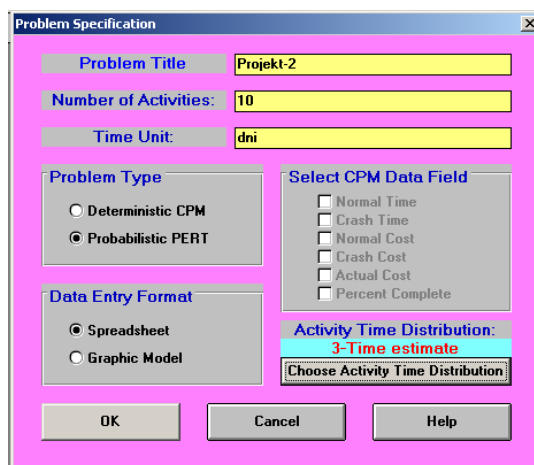 Problem Specification
Problem Title
Projekt-2
Number of Activities:
10
Time Unit:
dni
Problem Type
Deterministic CPM
Probabilistic PERT
Select CPM Data Field
Normal Time
Crash Time
Normal Cost
Crash Cost
Actual Cost
Percent Complete
Data Entry Format
Spreadsheet
Graphic Model
Activity Time Distribution:
3-Time estimate
Choose Activity Time Distribution
OK
Cancel
Help